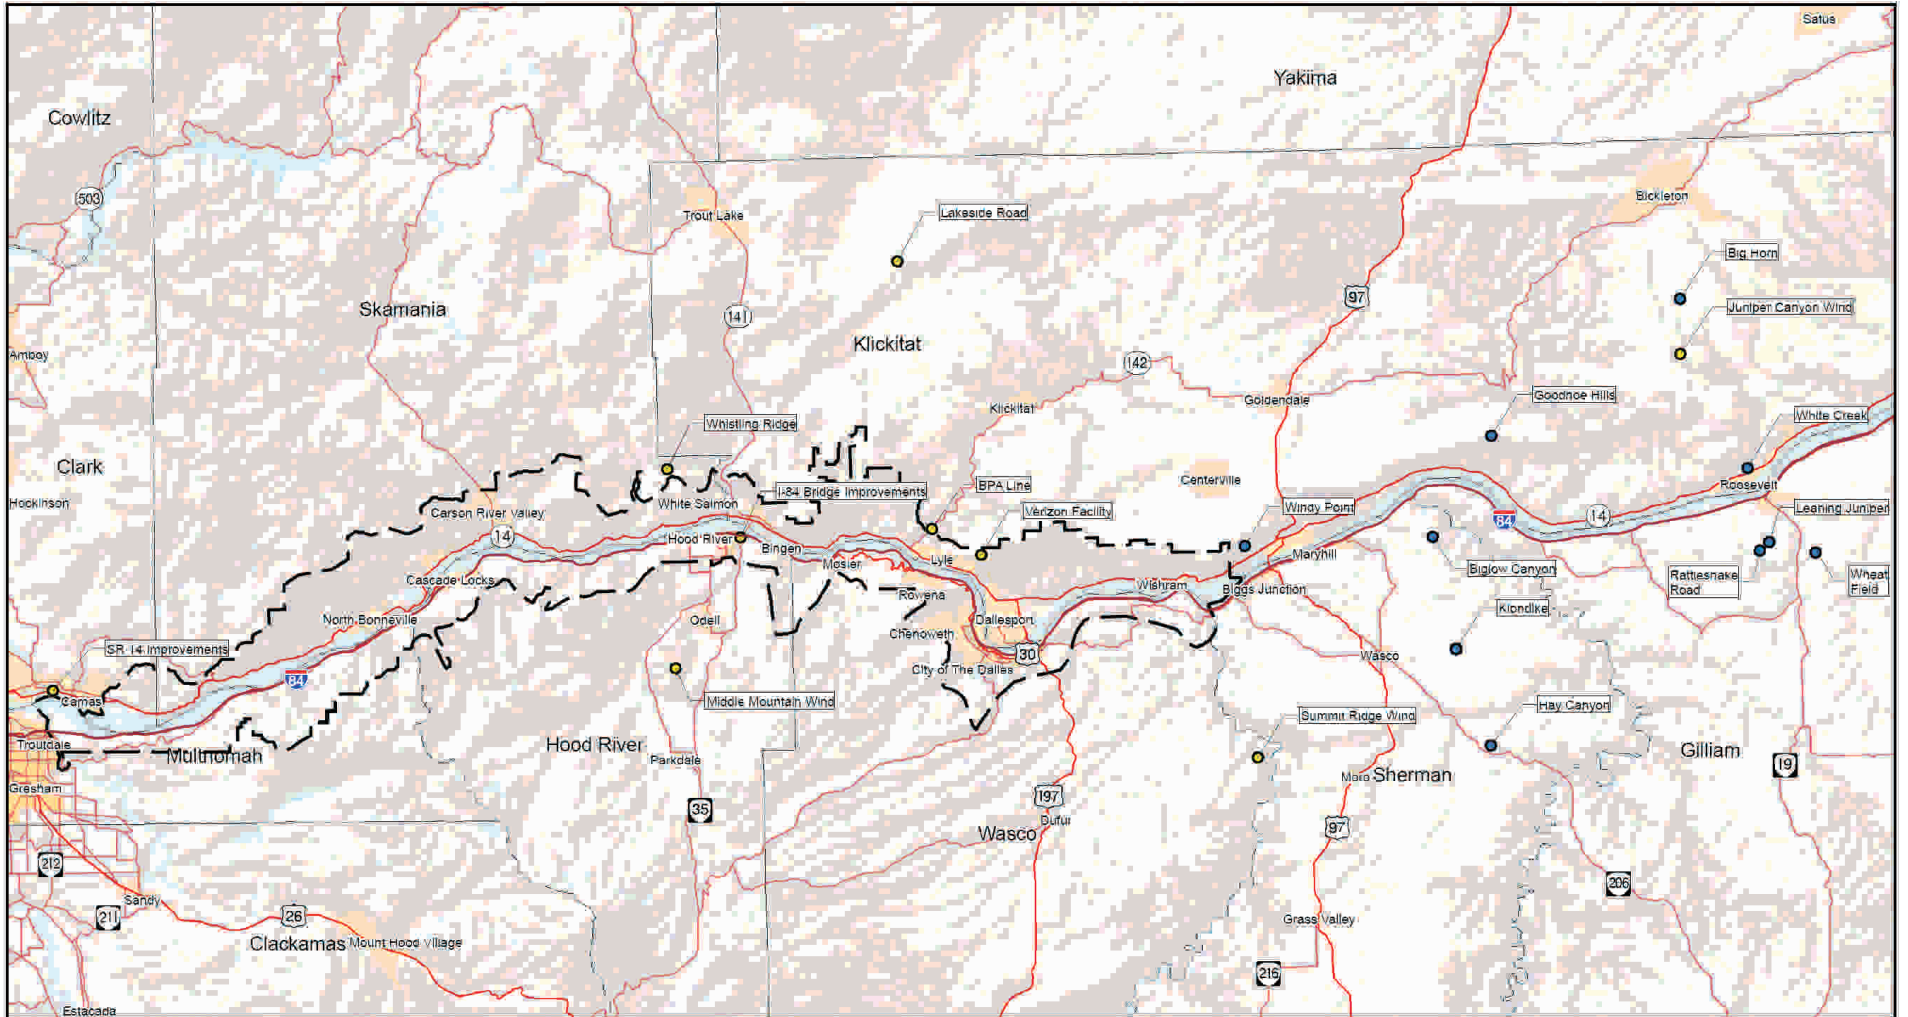 Satus
Yakima
Cowlitz
503
Bickleton
Trout Lake
Lakeside Road
Big Horn
97
Juniper Canyon Wind
Skamania
141
Klickitat
Amboy
142
Goodnoe Hills
Goldendale
Klickitat
White Creek
Whistling Ridge
Clark
Centerville
Roosevelt
BPA Line
I-84 Bridge Improvements
Hockinson
White Salmon
Windy Point
Leaning Juniper
Carson River Valley
Verizon Facility
84
14
14
Hood River
Bingen
Maryhill
Lyle
Mosier
Biglow Canyon
Rattlesnake
Road
Wheat
Field
Cascade Locks
Wishram
Biggs Junction
Rowena
Klondike
North Bonneville
Odell
Dallesport
Chenoweth
SR-14 Improvements
30
Wasco
City of The Dalles
84
Camas
Middle Mountain Wind
Hay Canyon
Summit Ridge Wind
Troutdale
Hood River
Multnomah
Parkdale
Gilliam
19
Moro
Sherman
Gresham
197
35
Dufur
97
Wasco
212
206
Sandy
211
26
Grass Valley
Clackamas
Mount Hood Village
216
Estacada